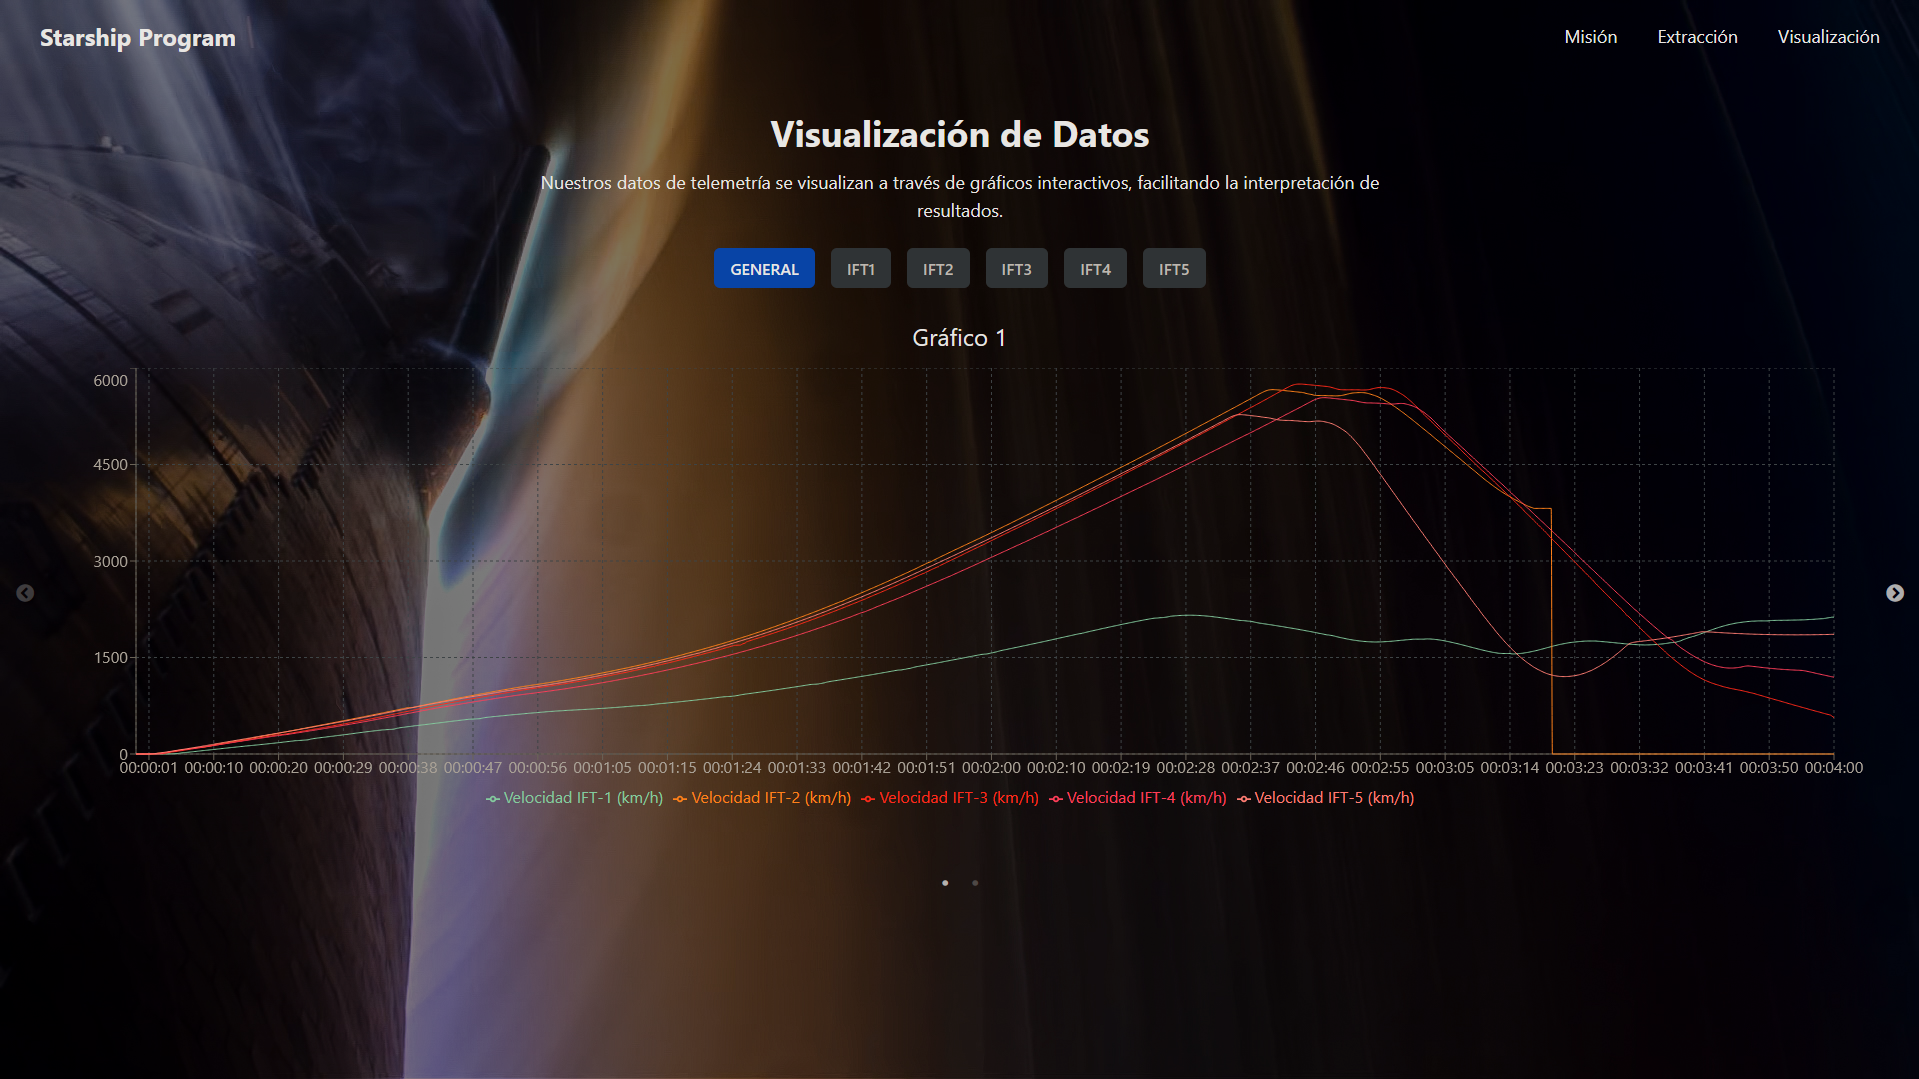 Starship Program
Misión Extracción Visualización
Visualización de Datos
Nuestros datos de telemetría se visualizan a través de gráficos interactivos, facilitando la interpretación de
resultados.
GENERAL IFT1 IFT2 IFT3 IFT4 IFT5
Gráfico 1
6000
4500
3000
1500
0
00:00:01 00:00:10 00:00:20 00:00:29 00:00:38 00:00:47 00:00:56 00:01:05 00:01:15 00:01:24 00:01:33 00:01:42 00:01:51 00:02:00 00:02:10 00:02:19 00:02:28 00:02:37 00:02:46 00:02:55 00:03:05 00:03:14 00:03:23 00:03:32 00:03:41 00:03:50 00:04:00
Velocidad IFT-1 (km/h) Velocidad IFT-2 (km/h) Velocidad IFT-3 (km/h) Velocidad IFT-4 (km/h) Velocidad IFT-5 (km/h)